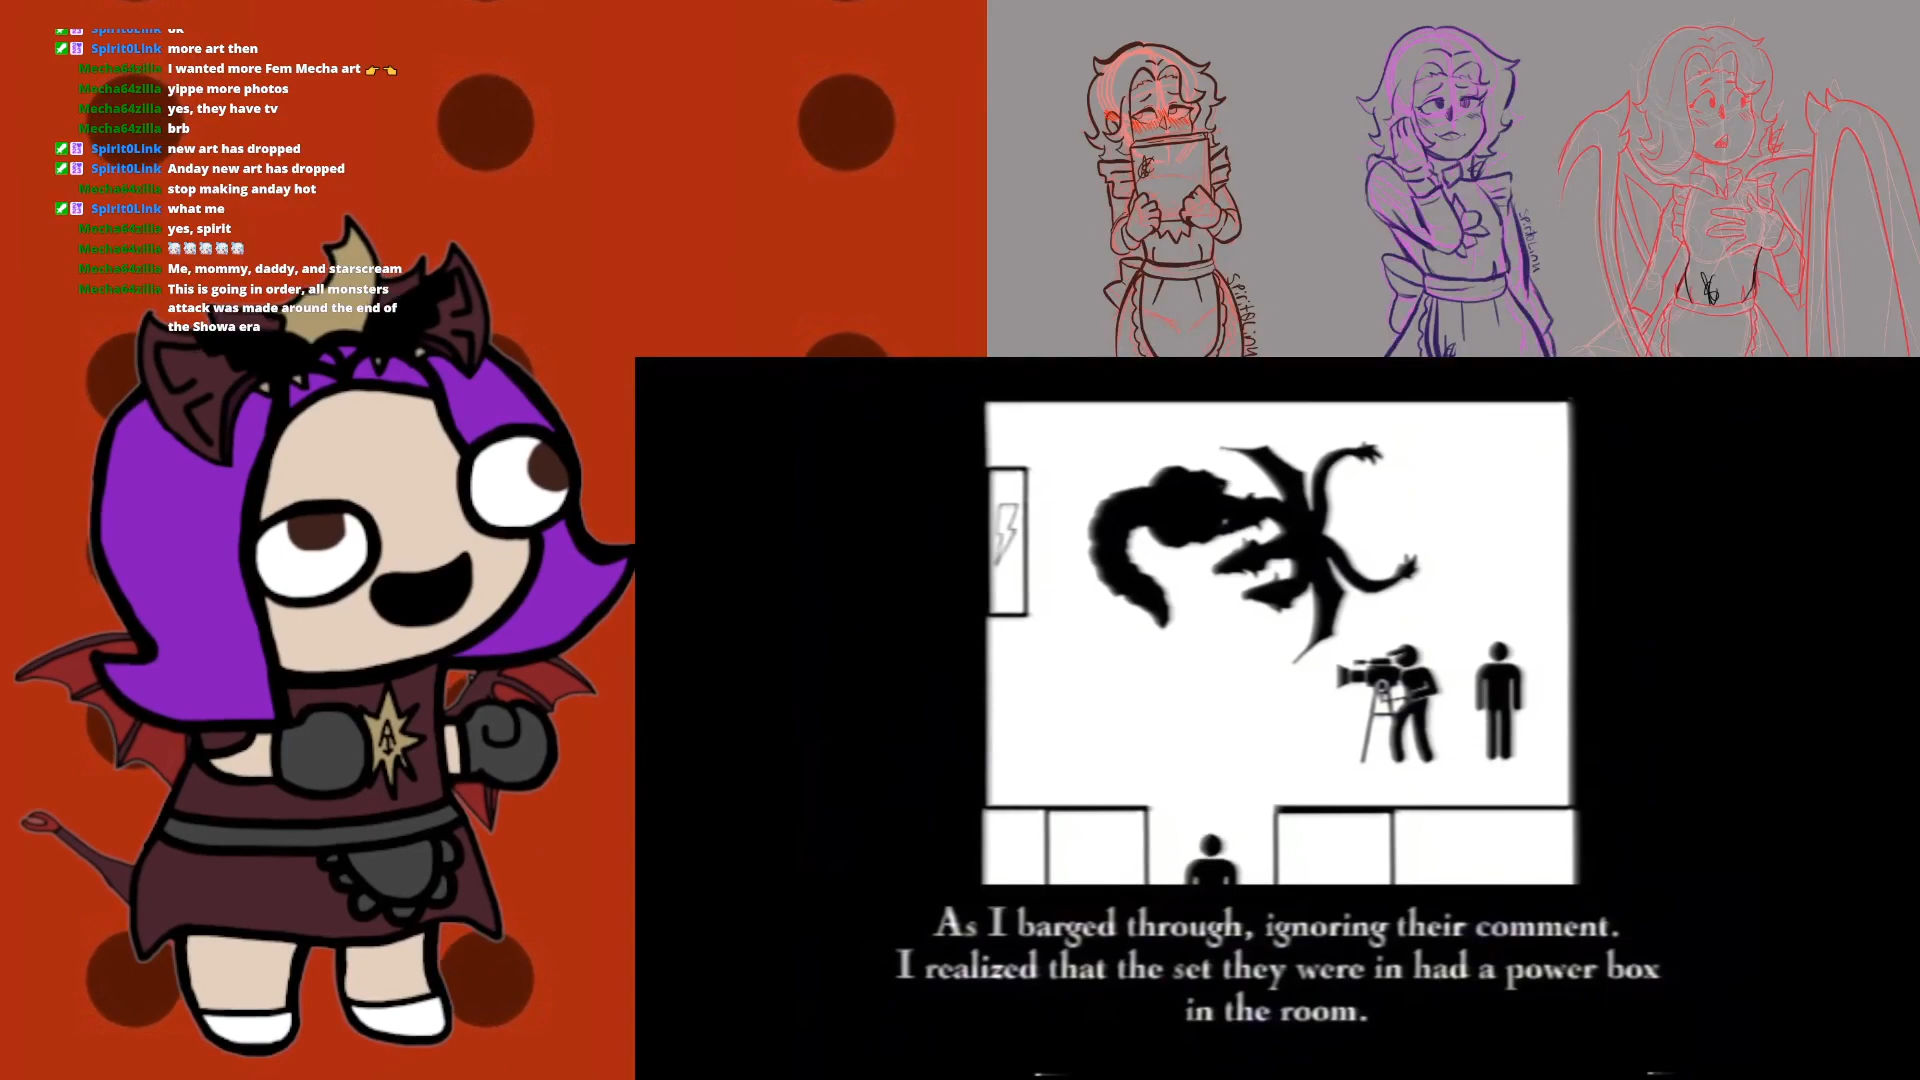 Spirit0Link ok
Spirit0Link more art then
Mecha64zilla I wanted more Fem Mecha art
Mecha64zilla yippe more photos
Mecha64zilla yes, they have tv
Mecha64zilla brb
Spirit0Link new art has dropped
Spirit0Link Anday new art has dropped
Mecha64zilla stop making anday hot
Spirit0Link what me
Mecha64zilla yes, spirit
Mecha64zilla
Mecha64zilla Me, mommy, daddy, and starscream
Mecha64zilla This is going in order, all monsters
attack was made around the end of
the Showa era
As I barged through, ignoring their comment.
I realized that the set they were in had a power box
in the room.